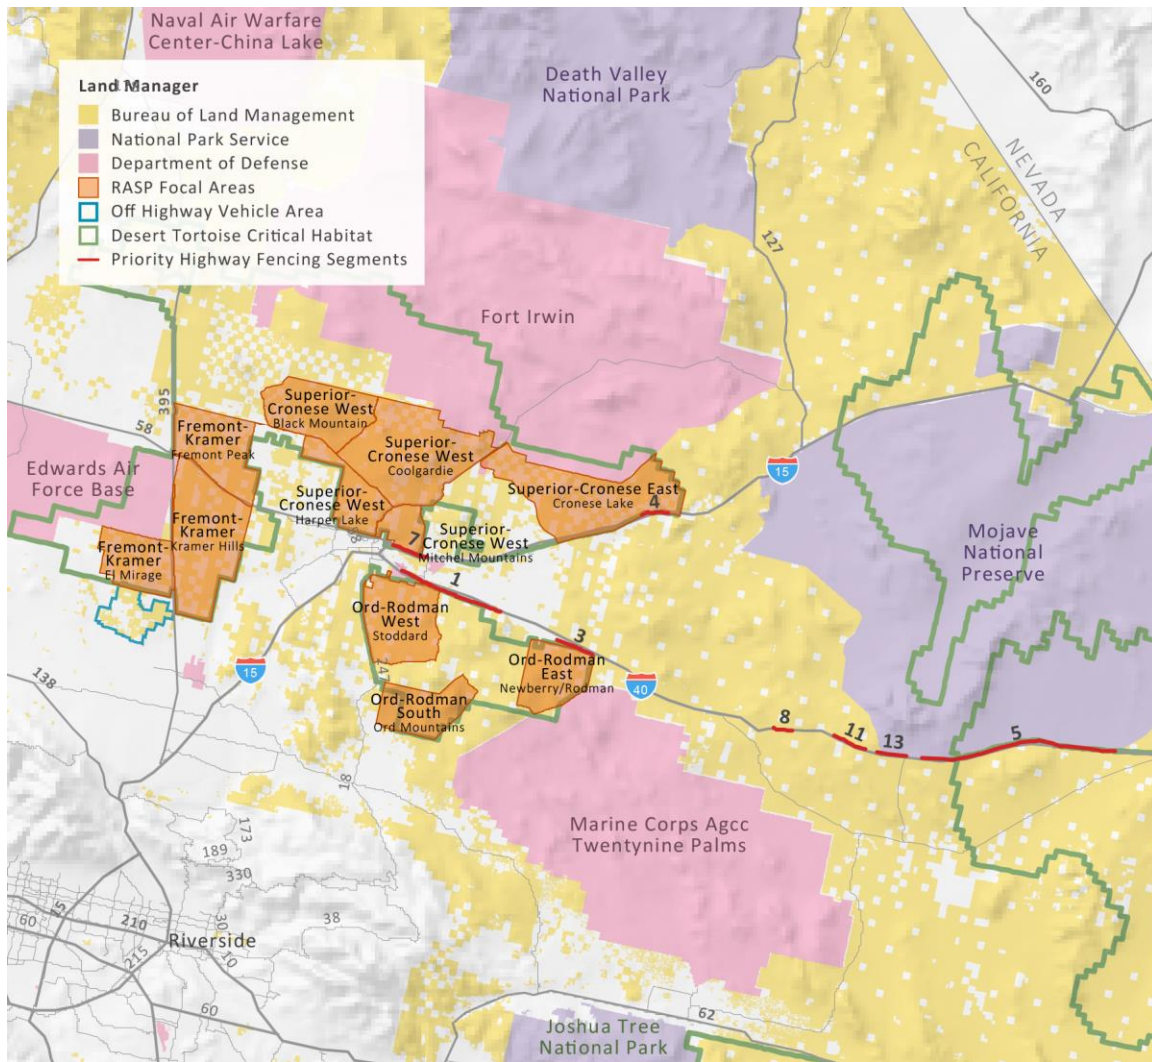 Naval Air Warfare
Center-China Lake
Land Manager
Bureau of Land Management
National Park Service
Department of Defense
RASP Focal Areas
Off Highway Vehicle Area
Desert Tortoise Critical Habitat
Priority Highway Fencing Segments
Death Valley
National Park
160
NEVADA
CALIFORNIA
127
Fort Irwin
395
58
Edwards Air
Force Base
Fremont-
Kramer
Fremont Peak
Superior-
Cronese West
Black Mountain
Superior-
Cronese West
Coolgardie
Superior-Cronese East
Cronese Lake
4
15
Superior-
Cronese West
Harper Lake
Fremont-
Kramer
Kramer Hills
Fremont-
Kramer
El Mirage
7
Superior-
Cronese West
Mitchel Mountains
Mojave
National
Preserve
1
Ord-Rodman
West
Stoddard
3
Ord-Rodman
East
Newberry/Rodman
15
247
40
Ord-Rodman
South
Ord Mountains
138
8
11
13
5
18
Marine Corps Agcc
Twentynine Palms
173
189
330
38
30
10
15
60
210
215
Riverside
60
62
Joshua Tree
National Park